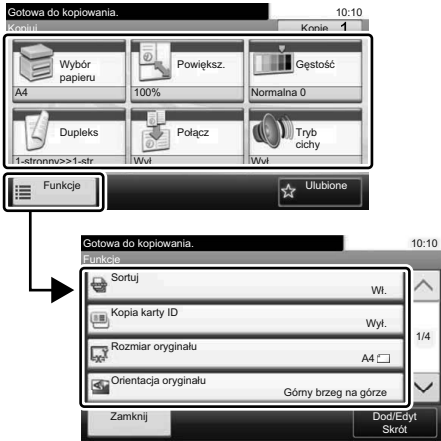 Gotowa do kopiowania. 10:10
Kopiuj Kopie 1
Wybór papieru
A4
Powiększ.
100%
Gęstość
Normalna 0
Dupleks
1-stronny>>1-str.
Połącz
Wył.
Tryb cichy
Wył.
Funkcje
Ulubione
Gotowa do kopiowania. 10:10
Funkcje
Sortuj
Wł.
Kopia karty ID
Wył.
1/4
Rozmiar oryginału
A4
Orientacja oryginału
Górny brzeg na górze
Zamknij
Dod/Edyt
Skrót